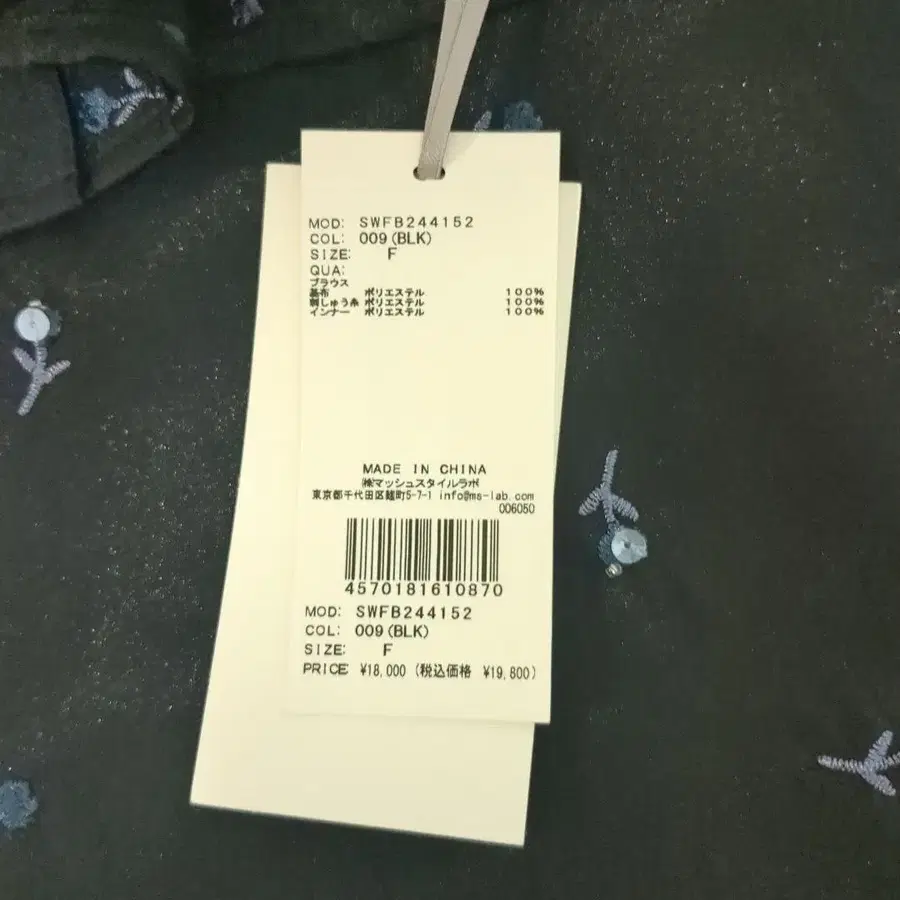 MOD: SWFB244152
COL: 009(BLK)
SIZE: F
QUA:
ブラウス
基布 ポリエステル 100%
刺しゅう糸 ポリエステル 100%
インナー ポリエステル 100%
MADE IN CHINA
㈱マッシュスタイルラボ
東京都千代田区麹町5-7-1 info@ms-lab.com
006050
4570181610870
MOD: SWFB244152
COL: 009(BLK)
SIZE: F
PRICE ¥18,000 (税込価格 ¥19,800)